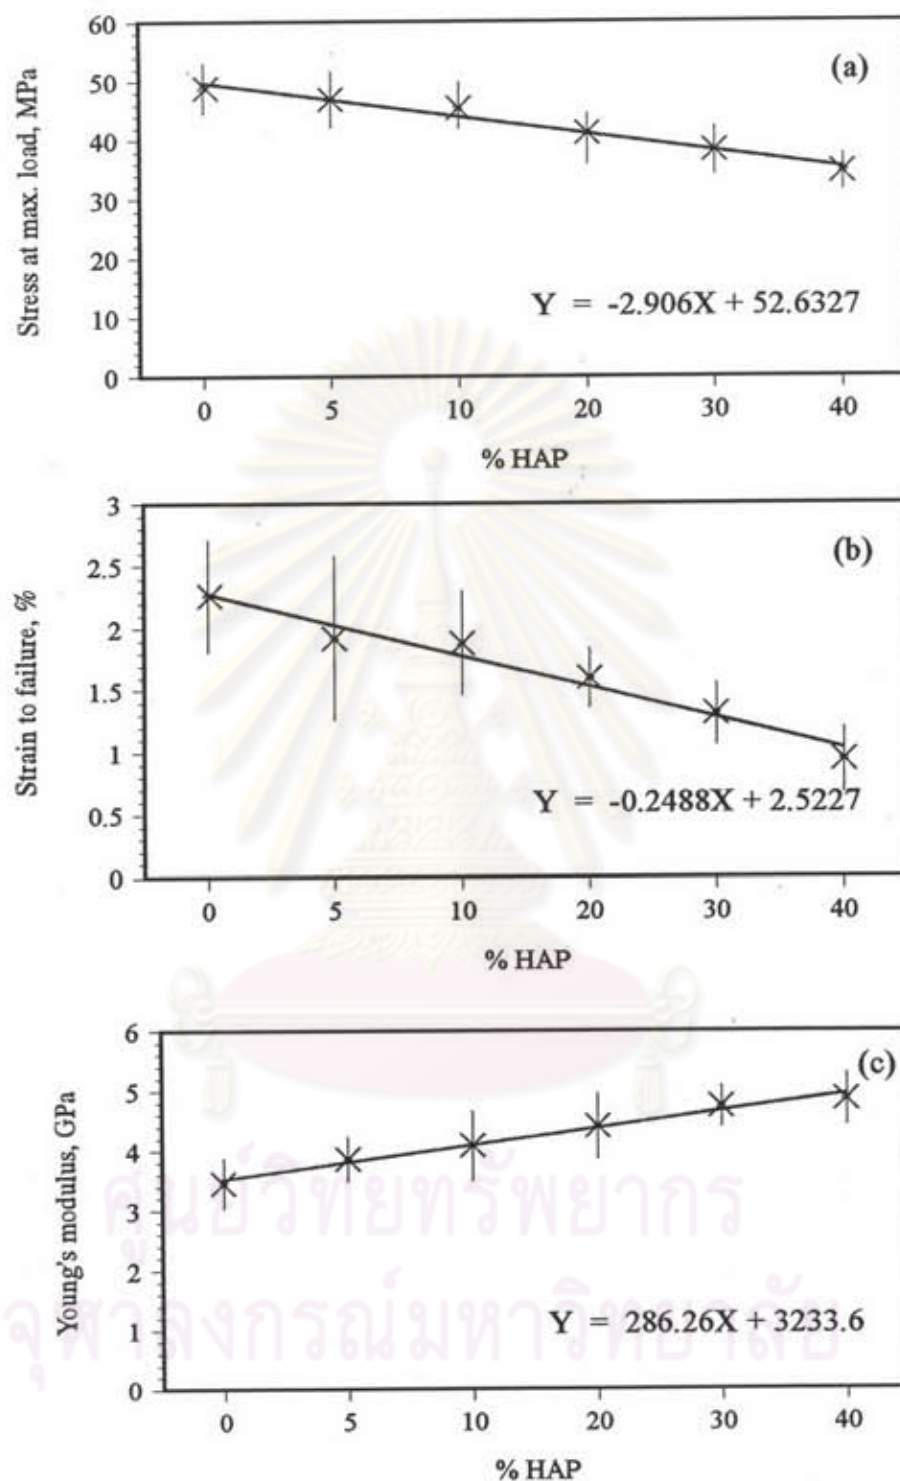 60
50
40
30
20
10
0
Stress at max. load, MPa
(a)
Y = -2.906X + 52.6327
0 5 10 20 30 40
% HAP
3
2.5
2
1.5
1
0.5
0
Strain to failure, %
(b)
Y = -0.2488X + 2.5227
0 5 10 20 30 40
% HAP
6
5
4
3
2
1
0
Young's modulus, GPa
(c)
ศูนย์วิทยทรัพยากร
จุฬาลงกรณ์มหาวิทยาลัย
Y = 286.26X + 3233.6
0 5 10 20 30 40
% HAP